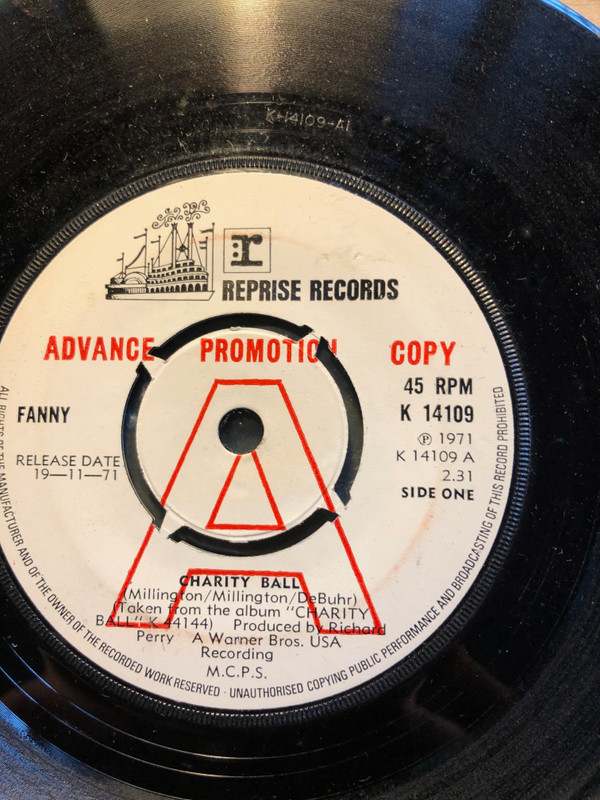 K-14109-A1
r
REPRISE RECORDS
ADVANCE PROMOTION COPY
45 RPM
FANNY
K 14109
Ⓟ 1971
RELEASE DATE
K 14109 A
19—11—71
2.31
SIDE ONE
A
CHARITY BALL
(Millington/Millington/DeBuhr)
(Taken from the album "CHARITY
BALL" K 44144) Produced by Richard
Perry A Warner Bros. USA
Recording
M.C.P.S.
ALL RIGHTS OF THE MANUFACTURER AND OF THE OWNER OF THE RECORDED WORK RESERVED · UNAUTHORISED COPYING PUBLIC PERFORMANCE AND BROADCASTING OF THIS RECORD PROHIBITED